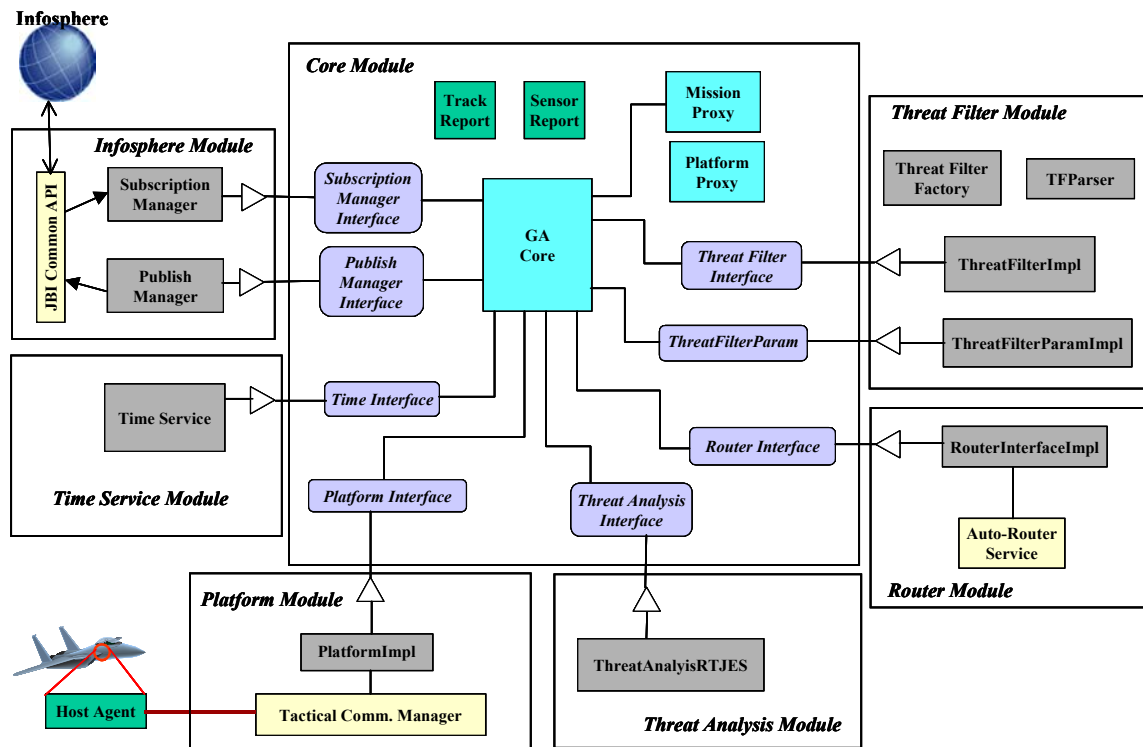 Infosphere
Core Module
Track
Report
Sensor
Report
Mission
Proxy
Platform
Proxy
Threat Filter Module
Threat Filter
Factory
TFParser
Infosphere Module
JBI Common API
Subscription
Manager
Subscription
Manager
Interface
GA
Core
Threat Filter
Interface
ThreatFilterImpl
Publish
Manager
Publish
Manager
Interface
ThreatFilterParam
ThreatFilterParamImpl
Time Service
Time Interface
Router Interface
RouterInterfaceImpl
Time Service Module
Platform Interface
Threat Analysis
Interface
Auto-Router
Service
Router Module
Platform Module
PlatformImpl
ThreatAnalyisRTJES
Host Agent
Tactical Comm. Manager
Threat Analysis Module